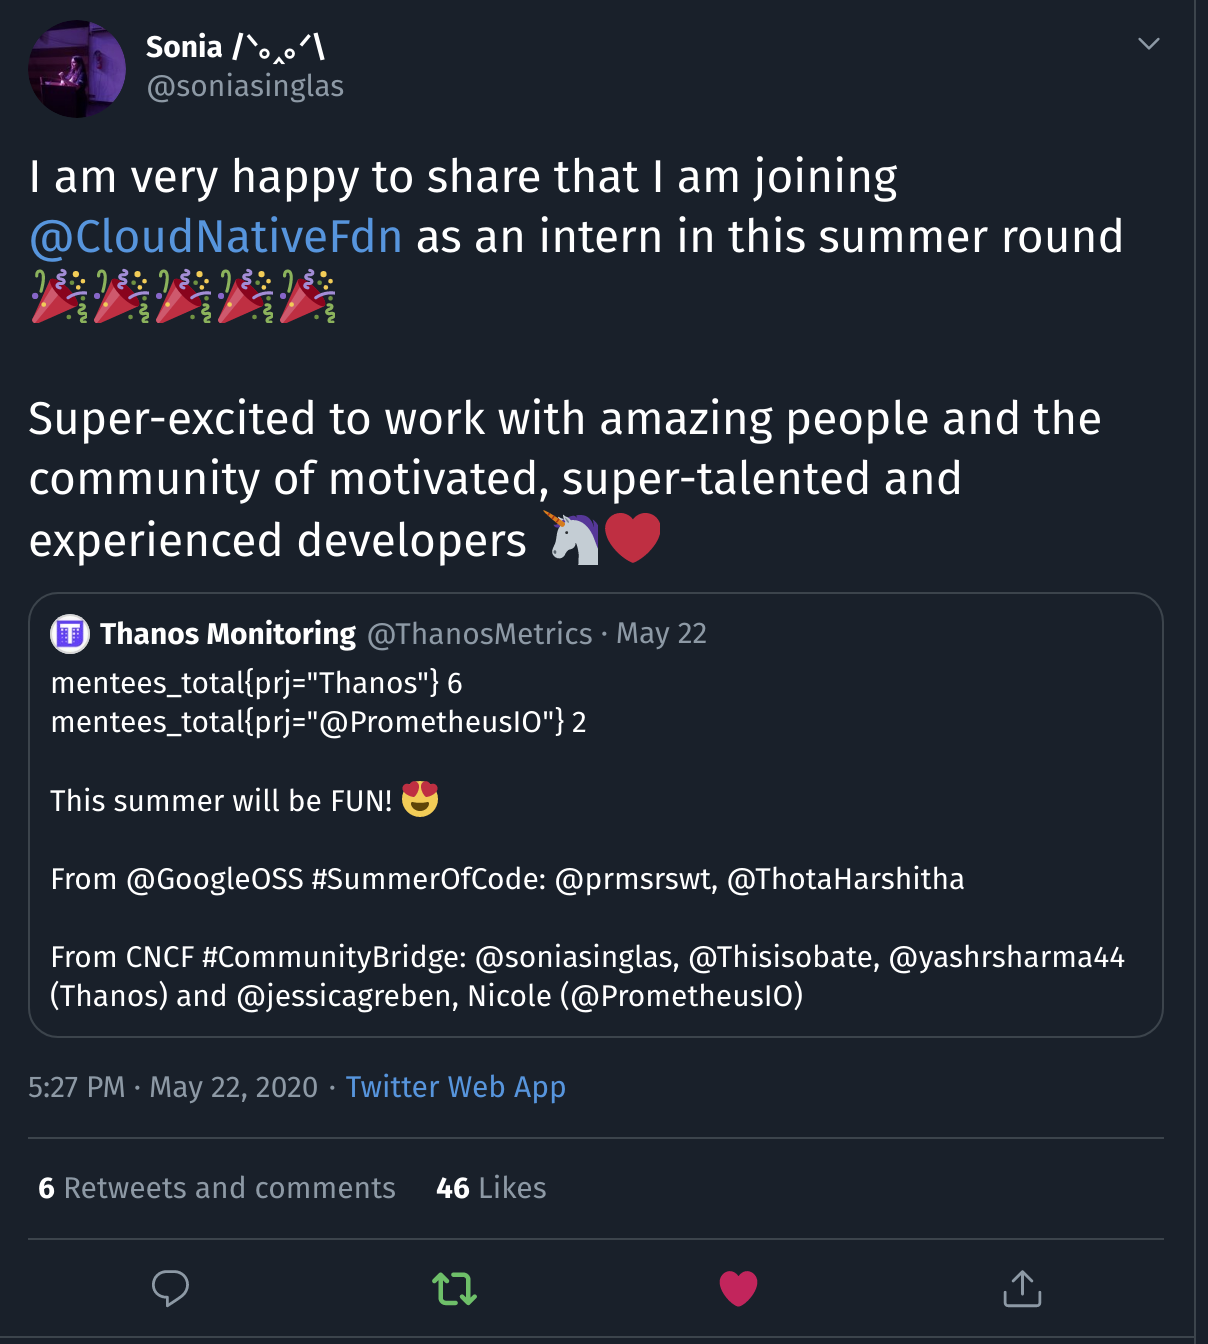 Sonia /`∘‸∘´\
@soniasinglas
I am very happy to share that I am joining
@CloudNativeFdn as an intern in this summer round
🎉🎉🎉🎉🎉
Super-excited to work with amazing people and the
community of motivated, super-talented and
experienced developers 🦄❤️
T Thanos Monitoring @ThanosMetrics · May 22
mentees_total{prj="Thanos"} 6
mentees_total{prj="@PrometheusIO"} 2
This summer will be FUN! 😍
From @GoogleOSS #SummerOfCode: @prmsrswt, @ThotaHarshitha
From CNCF #CommunityBridge: @soniasinglas, @Thisisobate, @yashrsharma44
(Thanos) and @jessicagreben, Nicole (@PrometheusIO)
5:27 PM · May 22, 2020 · Twitter Web App
6 Retweets and comments 46 Likes